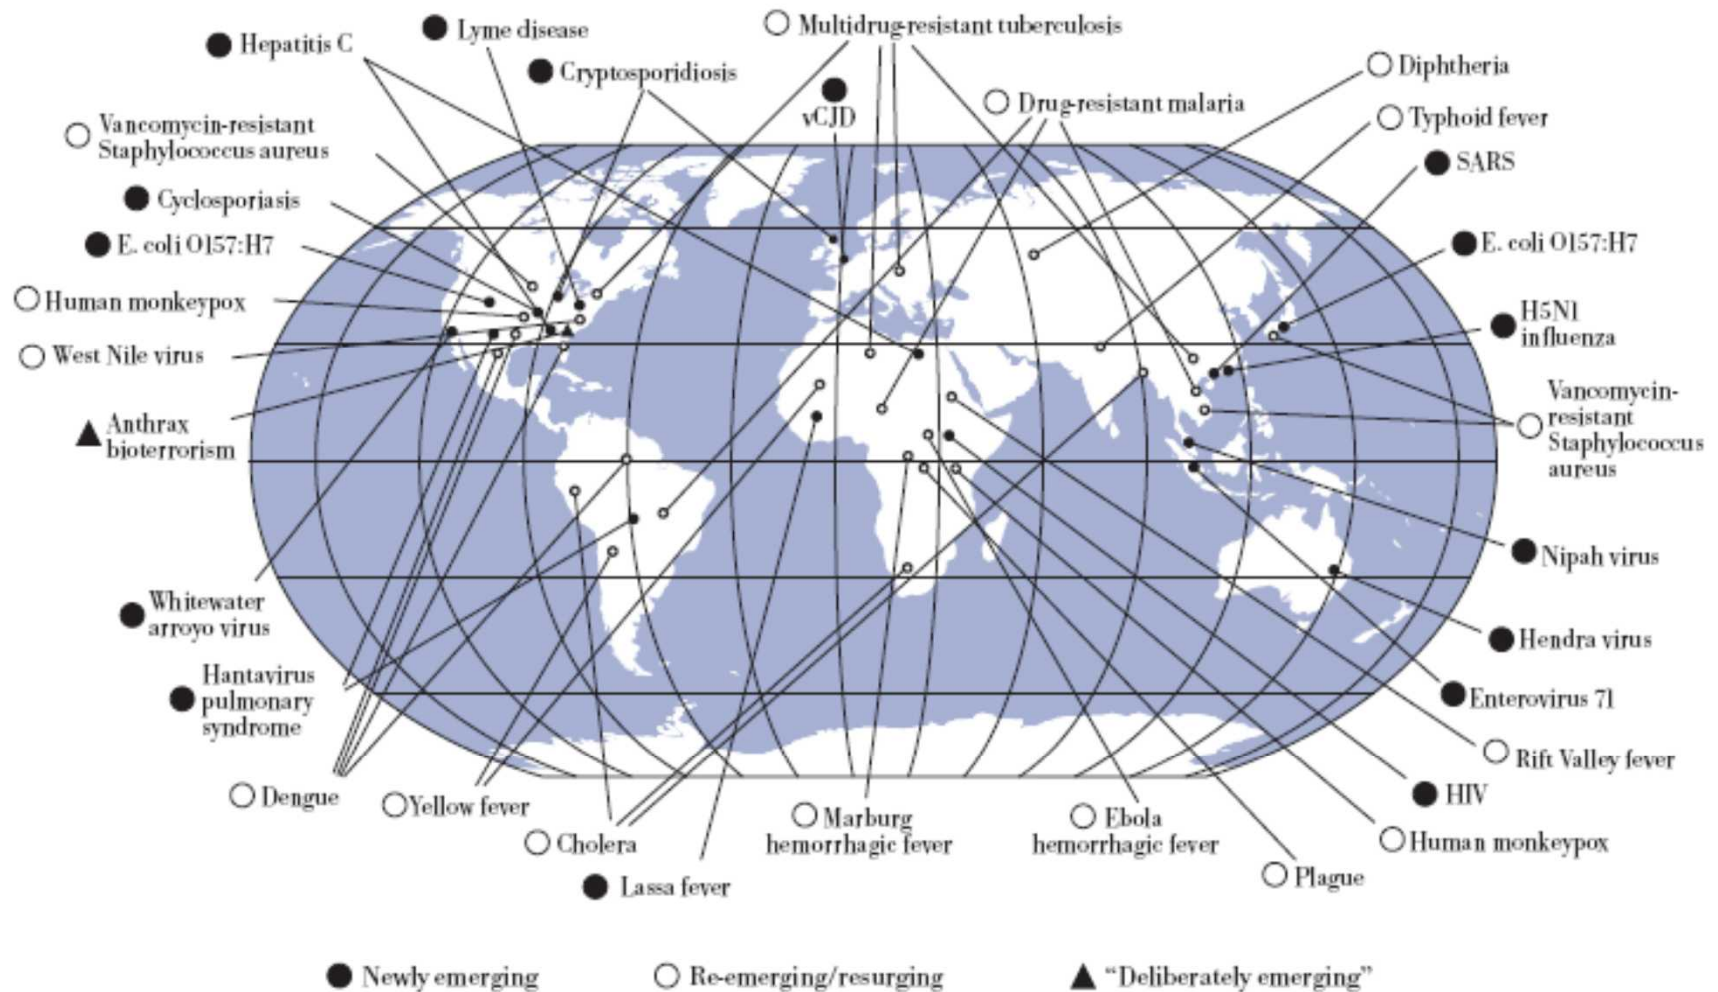 Hepatitis C
Lyme disease
Cryptosporidiosis
Multidrug-resistant tuberculosis
vCJD
Drug-resistant malaria
Diphtheria
Typhoid fever
SARS
Vancomycin-resistant
Staphylococcus aureus
Cyclosporiasis
E. coli O157:H7
Human monkeypox
West Nile virus
Anthrax
bioterrorism
E. coli O157:H7
H5N1
influenza
Vancomycin-
resistant
Staphylococcus
aureus
Nipah virus
Hendra virus
Enterovirus 71
Rift Valley fever
HIV
Human monkeypox
Plague
Whitewater
arroyo virus
Hantavirus
pulmonary
syndrome
Dengue
Yellow fever
Cholera
Lassa fever
Marburg
hemorrhagic fever
Ebola
hemorrhagic fever
Newly emerging
Re-emerging/resurging
“Deliberately emerging”